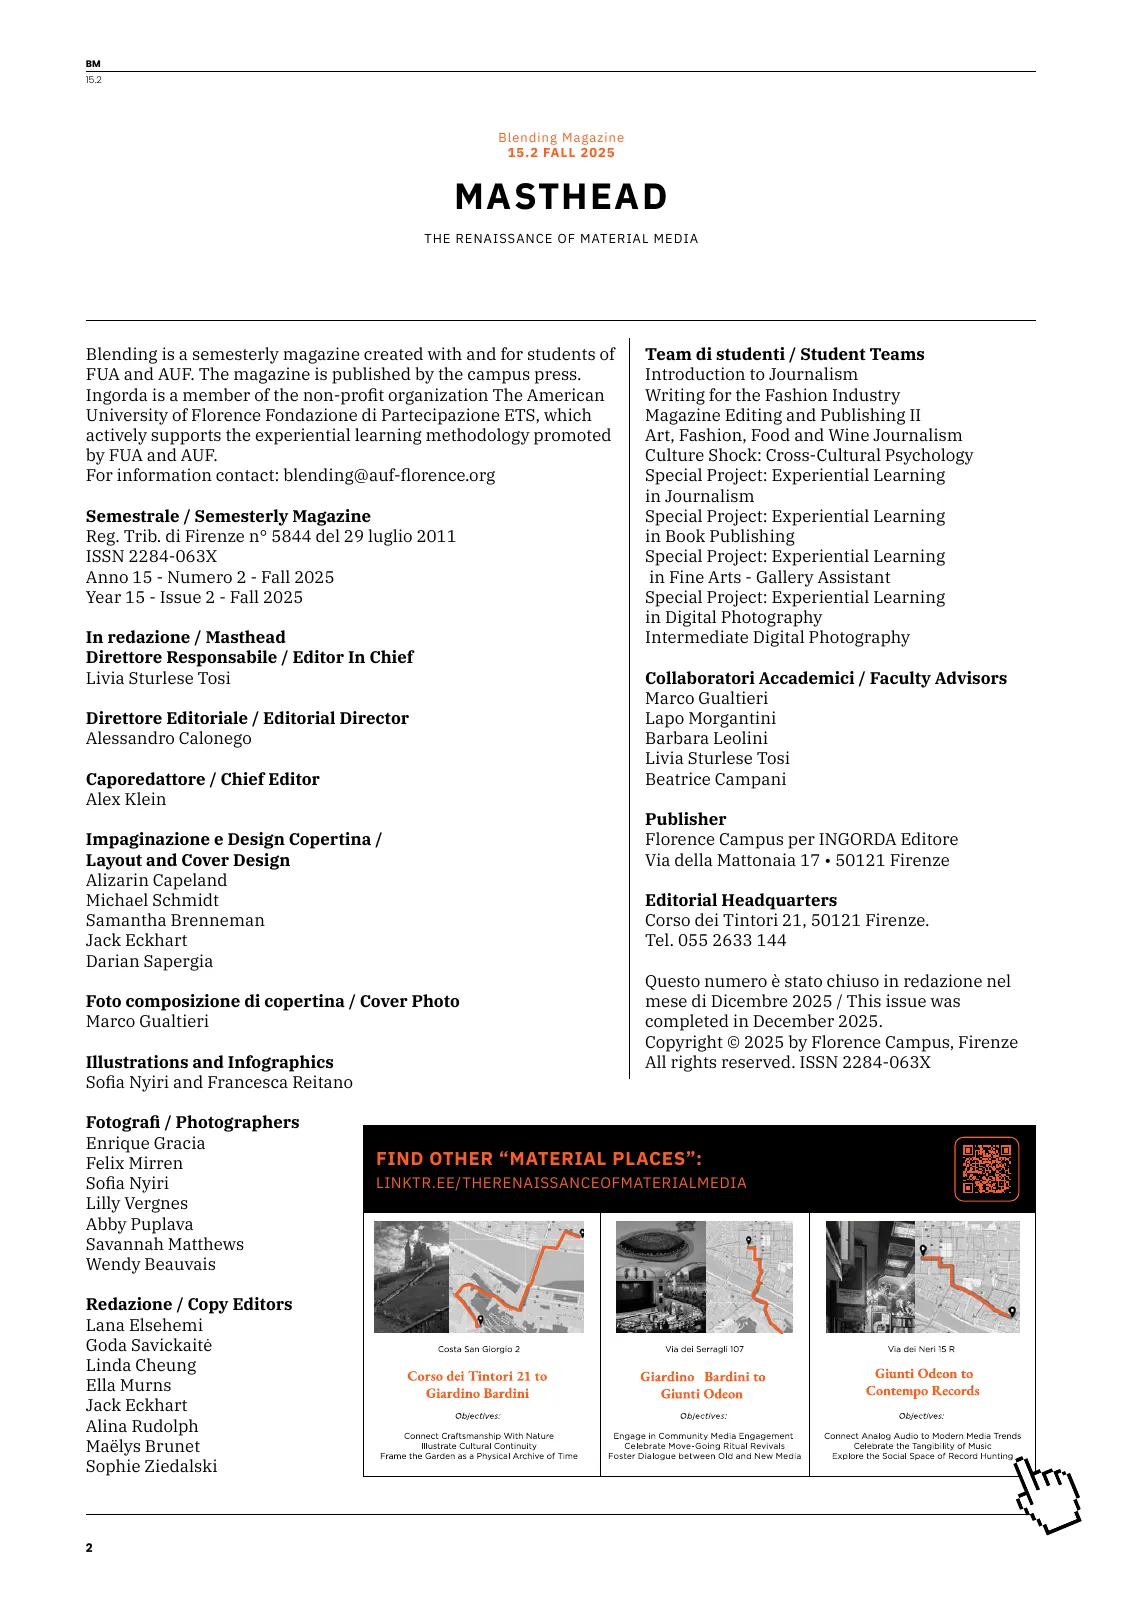 BM
15.2
Blending Magazine
15.2 FALL 2025
MASTHEAD
THE RENAISSANCE OF MATERIAL MEDIA
Blending is a semesterly magazine created with and for students of
FUA and AUF. The magazine is published by the campus press.
Ingorda is a member of the non-profit organization The American
University of Florence Fondazione di Partecipazione ETS, which
actively supports the experiential learning methodology promoted
by FUA and AUF.
For information contact: blending@auf-florence.org
Semestrale / Semesterly Magazine
Reg. Trib. di Firenze n° 5844 del 29 luglio 2011
ISSN 2284-063X
Anno 15 - Numero 2 - Fall 2025
Year 15 - Issue 2 - Fall 2025
In redazione / Masthead
Direttore Responsabile / Editor In Chief
Livia Sturlese Tosi
Direttore Editoriale / Editorial Director
Alessandro Calonego
Caporedattore / Chief Editor
Alex Klein
Impaginazione e Design Copertina /
Layout and Cover Design
Alizarin Capeland
Michael Schmidt
Samantha Brenneman
Jack Eckhart
Darian Sapergia
Foto composizione di copertina / Cover Photo
Marco Gualtieri
Illustrations and Infographics
Sofia Nyiri and Francesca Reitano
Fotografi / Photographers
Enrique Gracia
Felix Mirren
Sofia Nyiri
Lilly Vergnes
Abby Puplava
Savannah Matthews
Wendy Beauvais
Redazione / Copy Editors
Lana Elsehemi
Goda Savickaitė
Linda Cheung
Ella Murns
Jack Eckhart
Alina Rudolph
Maëlys Brunet
Sophie Ziedalski
Team di studenti / Student Teams
Introduction to Journalism
Writing for the Fashion Industry
Magazine Editing and Publishing II
Art, Fashion, Food and Wine Journalism
Culture Shock: Cross-Cultural Psychology
Special Project: Experiential Learning
in Journalism
Special Project: Experiential Learning
in Book Publishing
Special Project: Experiential Learning
in Fine Arts - Gallery Assistant
Special Project: Experiential Learning
in Digital Photography
Intermediate Digital Photography
Collaboratori Accademici / Faculty Advisors
Marco Gualtieri
Lapo Morgantini
Barbara Leolini
Livia Sturlese Tosi
Beatrice Campani
Publisher
Florence Campus per INGORDA Editore
Via della Mattonaia 17 • 50121 Firenze
Editorial Headquarters
Corso dei Tintori 21, 50121 Firenze.
Tel. 055 2633 144
Questo numero è stato chiuso in redazione nel
mese di Dicembre 2025 / This issue was
completed in December 2025.
Copyright © 2025 by Florence Campus, Firenze
All rights reserved. ISSN 2284-063X
FIND OTHER “MATERIAL PLACES”:
LINKTR.EE/THERENAISSANCEOFMATERIALMEDIA
Costa San Giorgio 2
Corso dei Tintori 21 to
Giardino Bardini
Objectives:
Connect Craftsmanship With Nature
Illustrate Cultural Continuity
Frame the Garden as a Physical Archive of Time
Via dei Serragli 107
Giardino Bardini to
Giunti Odeon
Objectives:
Engage in Community Media Engagement
Celebrate Move-Going Ritual Revivals
Foster Dialogue between Old and New Media
Via dei Neri 15 R
Giunti Odeon to
Contempo Records
Objectives:
Connect Analog Audio to Modern Media Trends
Celebrate the Tangibility of Music
Explore the Social Space of Record Hunting
2